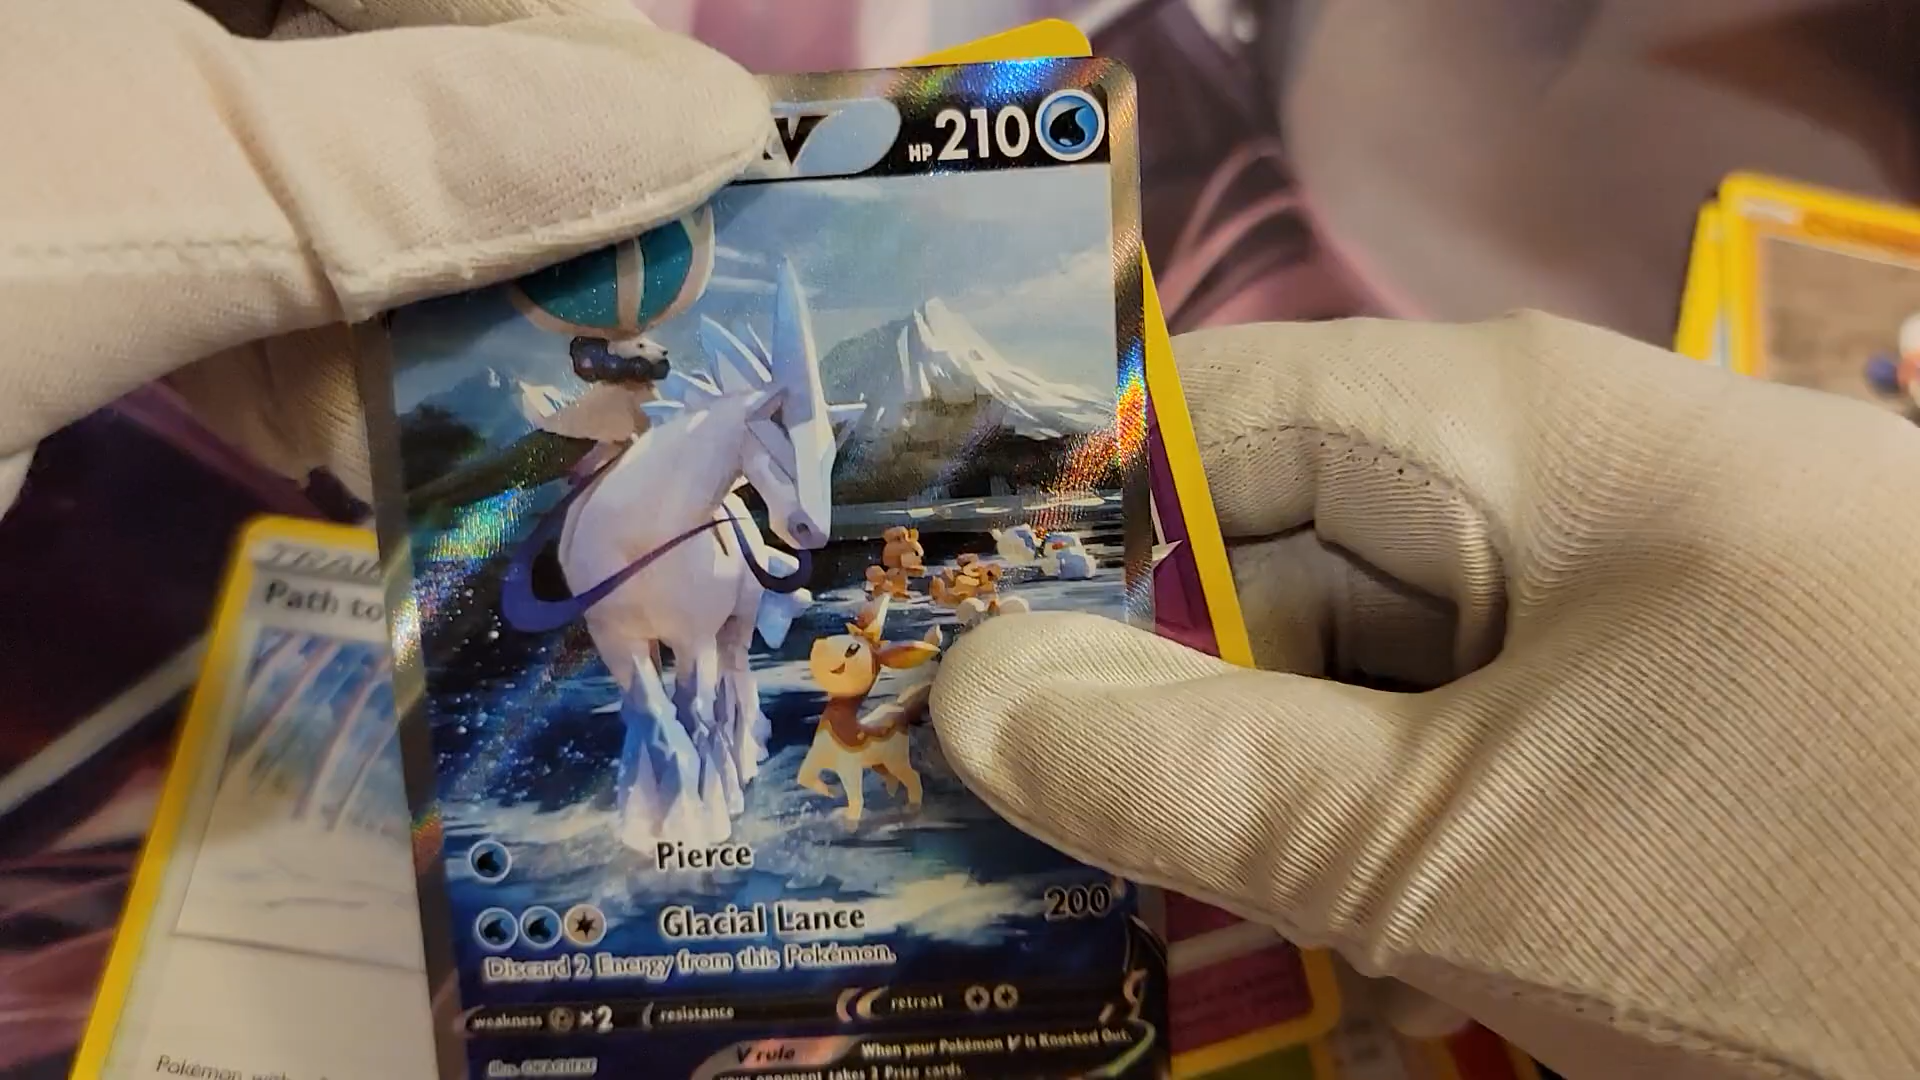 V HP 210
TRAI
Path to
Pierce
Glacial Lance 200
Discard 2 Energy from this Pokémon.
weakness ×2 resistance retreat
V rule When your Pokémon V is Knocked Out,
your opponent takes 2 Prize cards.
Pokémon with